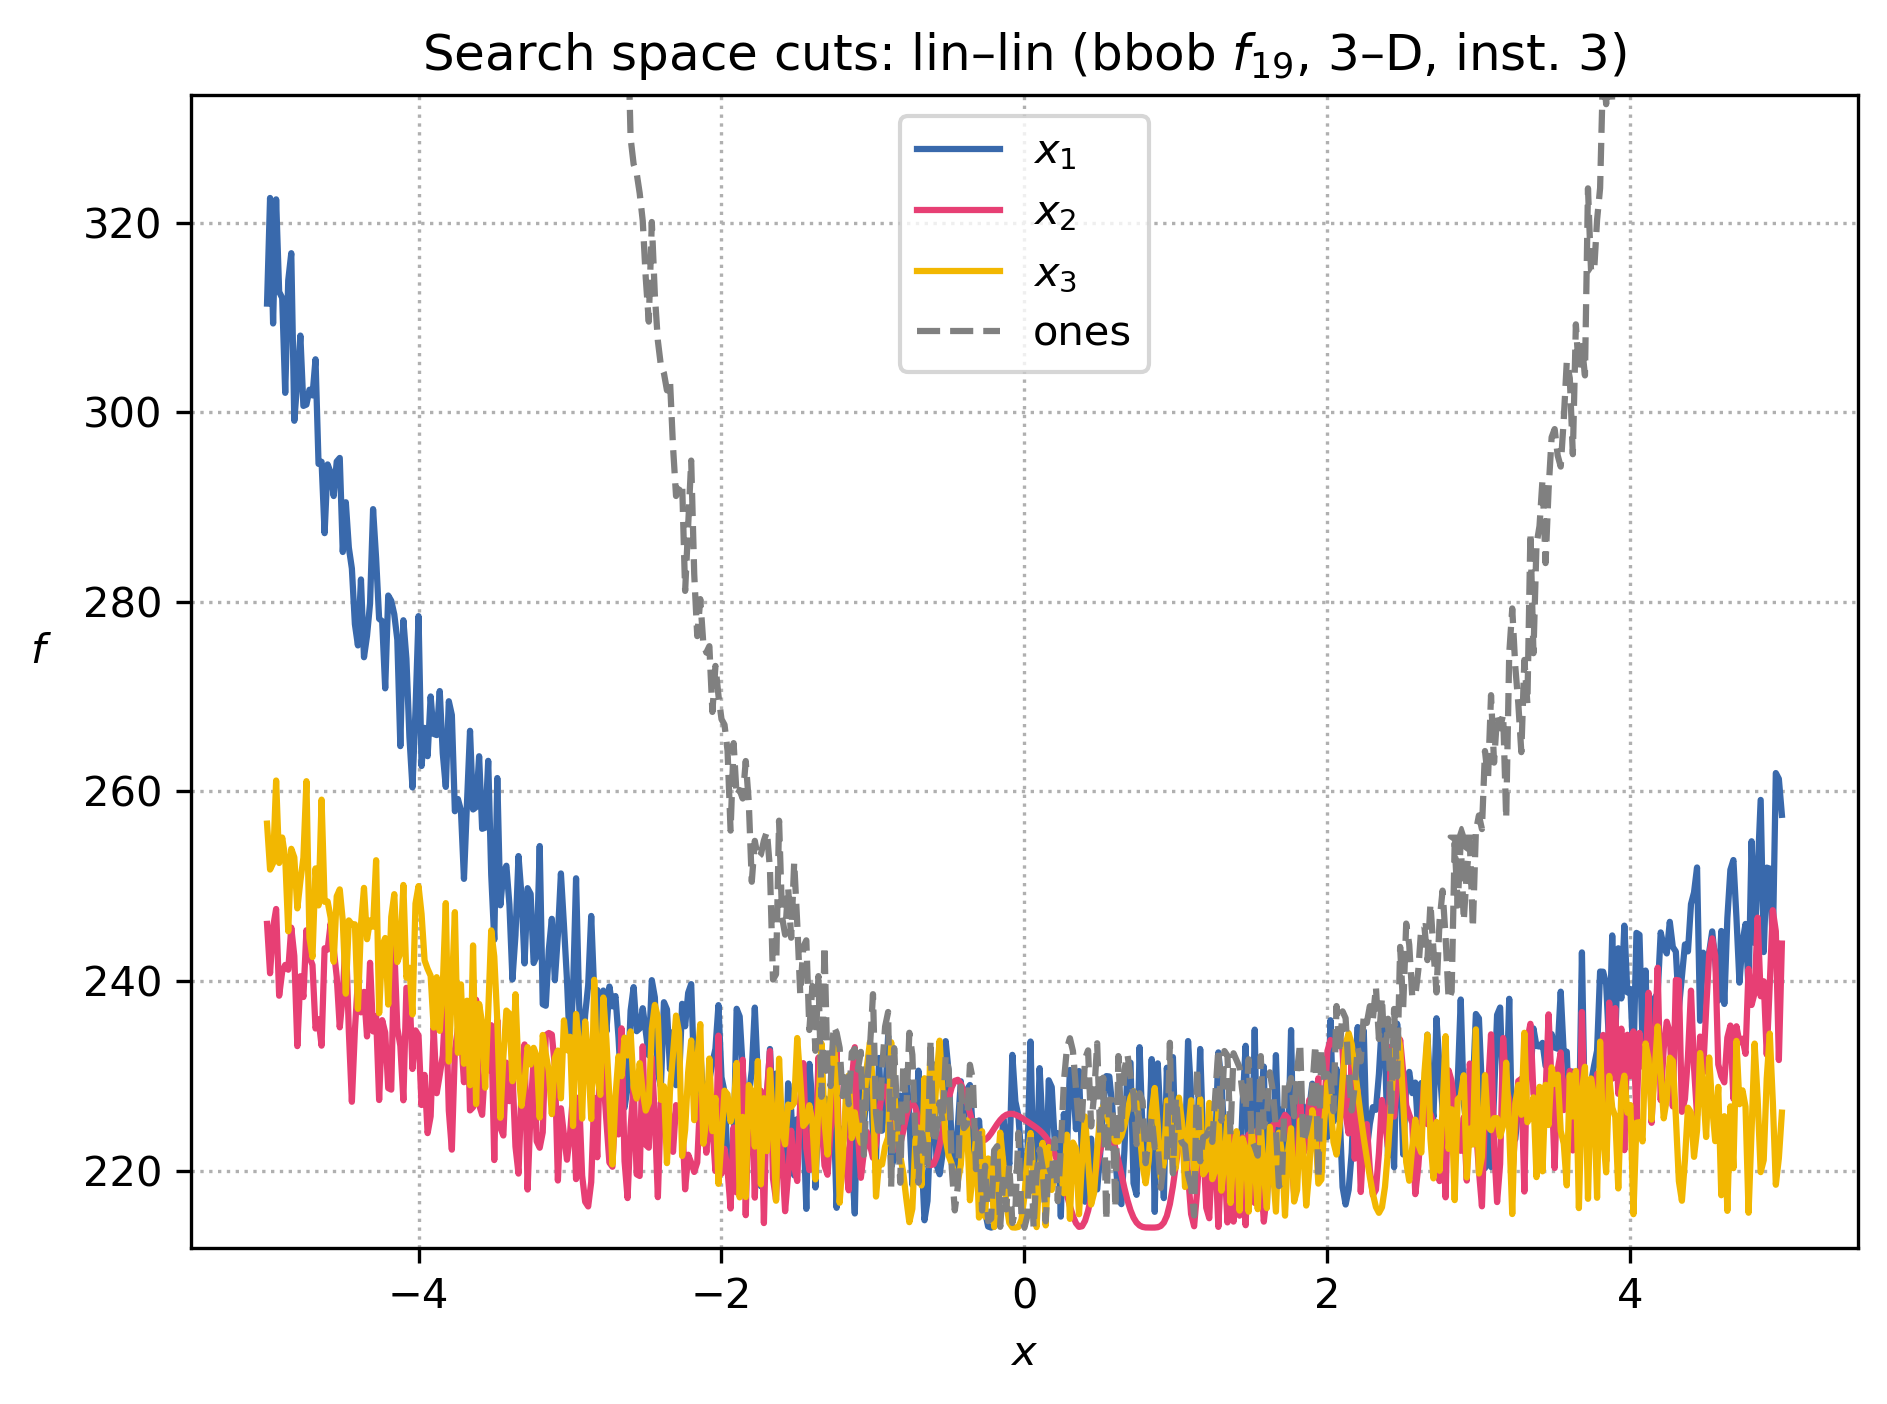 Search space cuts: lin–lin (bbob f₁₉, 3–D, inst. 3)
x₁
x₂
x₃
ones
320
300
280
260
240
220
f
−4 −2 0 2 4
x